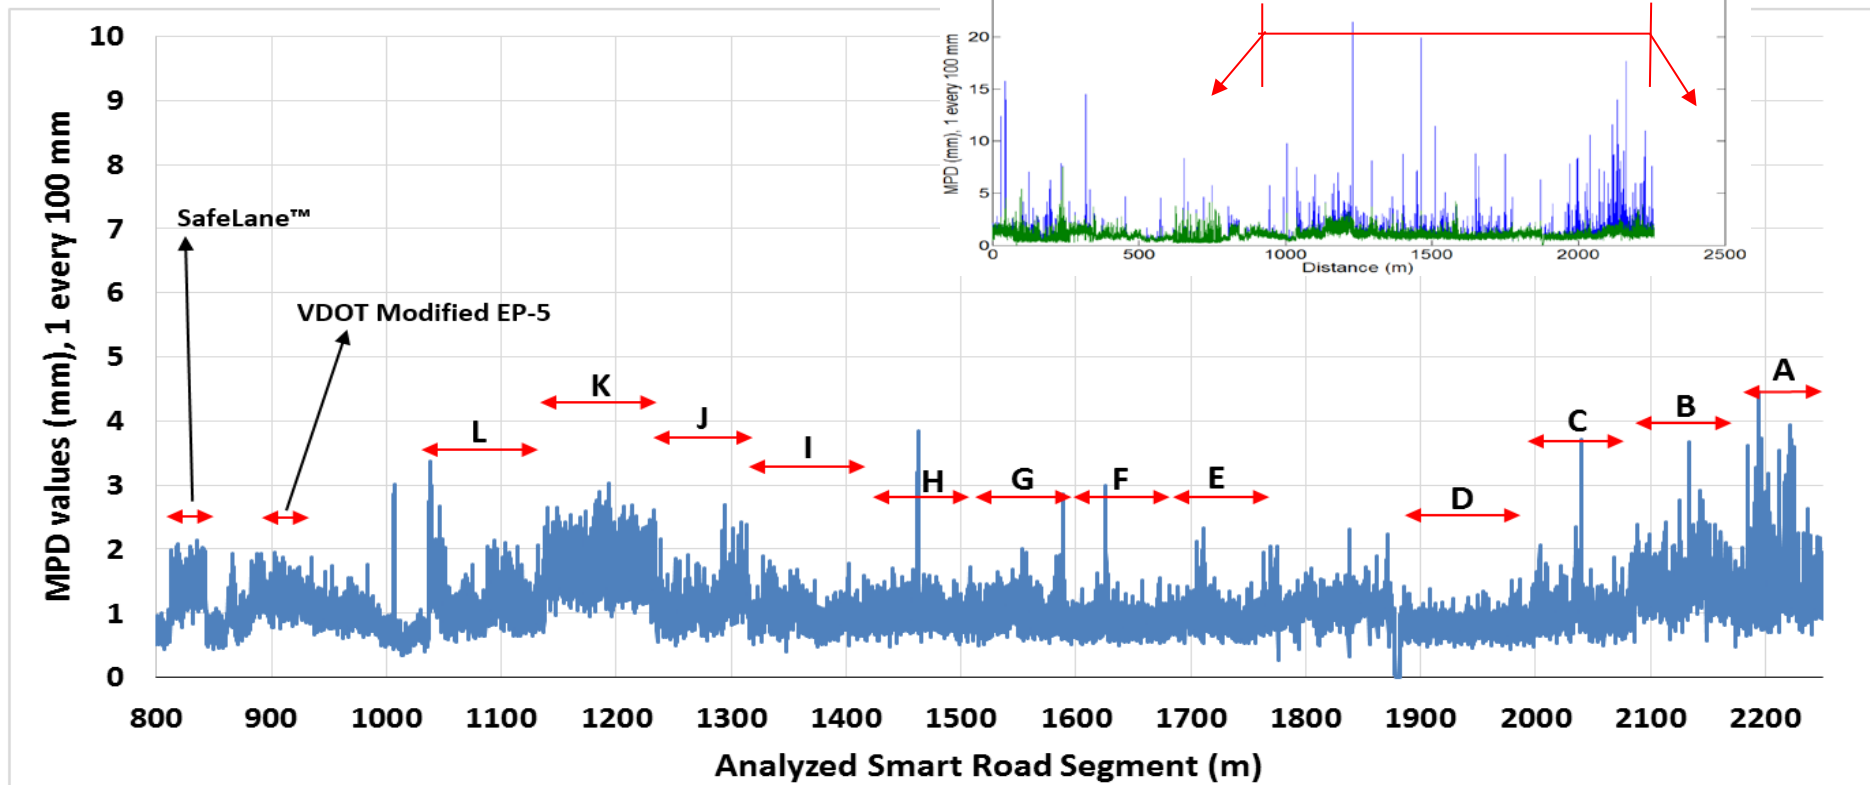 MPD (mm), 1 every 100 mm
20
15
10
5
0
0 500 1000 1500 2000 2500
Distance (m)
MPD values (mm), 1 every 100 mm
10
9
8
7
6
5
4
3
2
1
0
SafeLane™
VDOT Modified EP-5
L K J I H G F E D C B A
800 900 1000 1100 1200 1300 1400 1500 1600 1700 1800 1900 2000 2100 2200
Analyzed Smart Road Segment (m)